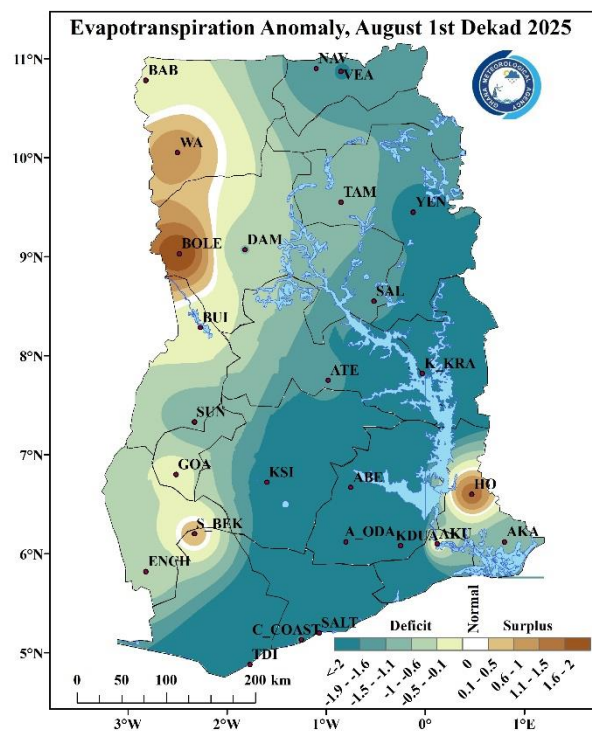 Evapotranspiration Anomaly, August 1st Dekad 2025
GHANA METEOROLOGICAL
AGENCY
11°N
10°N
9°N
8°N
7°N
6°N
5°N
BAB
NAV
VEA
WA
TAM
YEN
BOLE
DAM
SAL
BUI
ATE
K_KRA
SUN
GOA
KSI
ABE
HO
S_BEK
A_ODA
KDUA
AKU
AKA
ENCH
SALT
C_COAST
TDI
Deficit
Normal
Surplus
<-2
-1.9 - -1.6
-1.5 - -1.1
-1 - -0.6
-0.5 - -0.1
0
0.1 - 0.5
0.6 - 1
1.1 - 1.5
1.6 - 2
0 50 100 200 km
3°W 2°W 1°W 0° 1°E